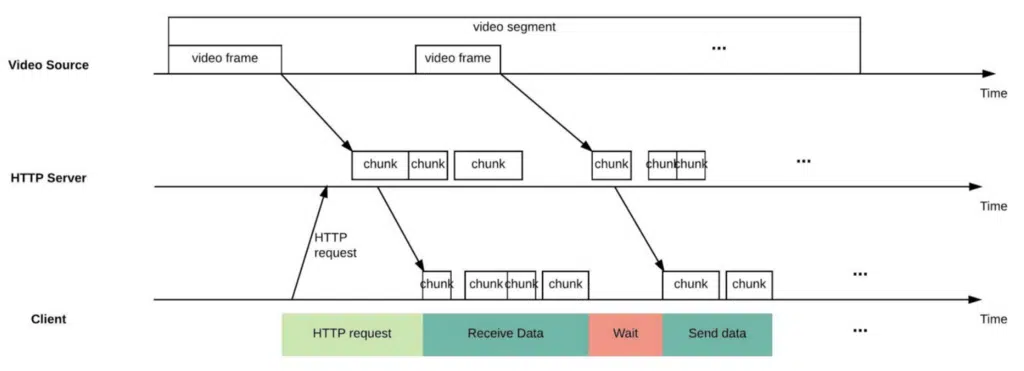 video segment
video frame
video frame
...
Video Source
Time
chunk
chunk
chunk
chunk
chunk
chunk
...
HTTP Server
Time
HTTP
request
chunk
chunk
chunk
chunk
chunk
chunk
...
Time
Client
HTTP request
Receive Data
Wait
Send data
...